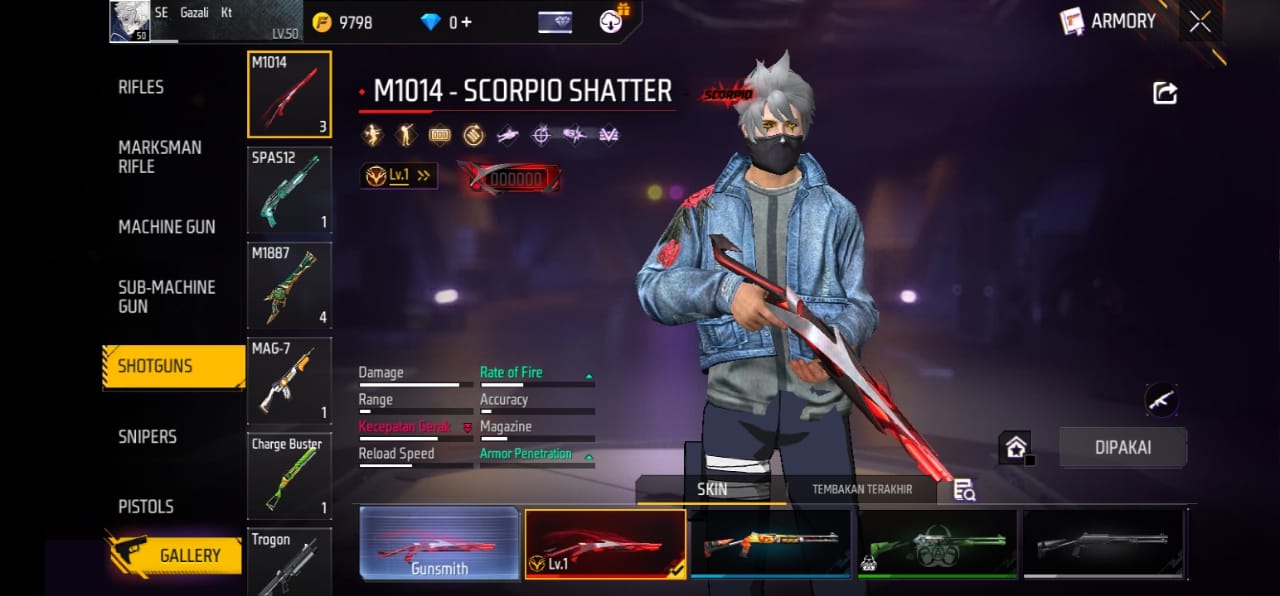 SE Gazali Kt
50
LV.50
9798
0 +
ARMORY
RIFLES
MARKSMAN
RIFLE
MACHINE GUN
SUB-MACHINE
GUN
SHOTGUNS
SNIPERS
PISTOLS
GALLERY
M1014
3
SPAS12
1
M1887
4
MAG-7
1
Charge Buster
1
Trogon
M1014 - SCORPIO SHATTER
SCORPIO
Lv.1
000000
Damage
Rate of Fire
Range
Accuracy
Kecepatan Gerak
Magazine
Reload Speed
Armor Penetration
DIPAKAI
SKIN
TEMBAKAN TERAKHIR
Gunsmith
Lv.1